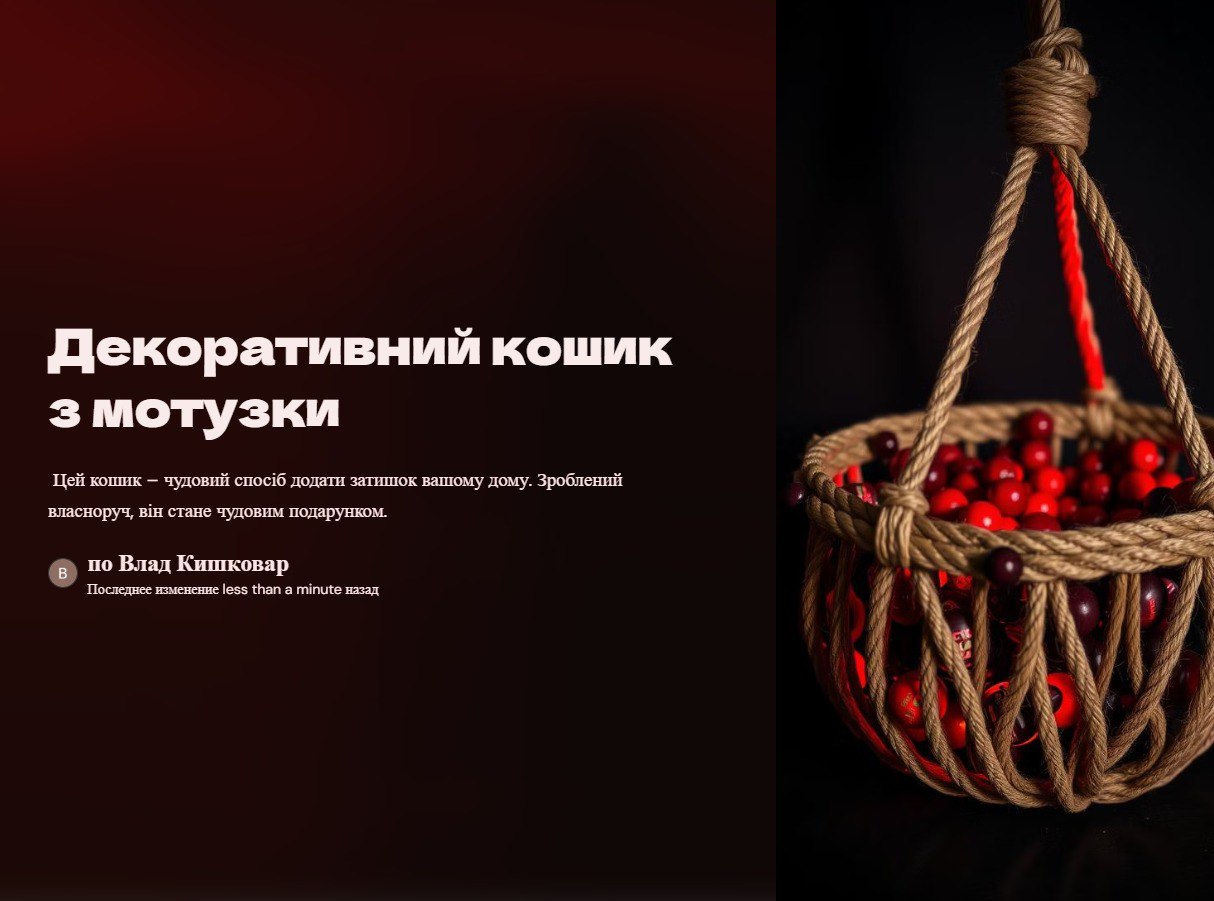 Декоративний кошик
з мотузки
Цей кошик – чудовий спосіб додати затишок вашому дому. Зроблений
власноруч, він стане чудовим подарунком.
В
по Влад Кишковар
Последнее изменение less than a minute назад